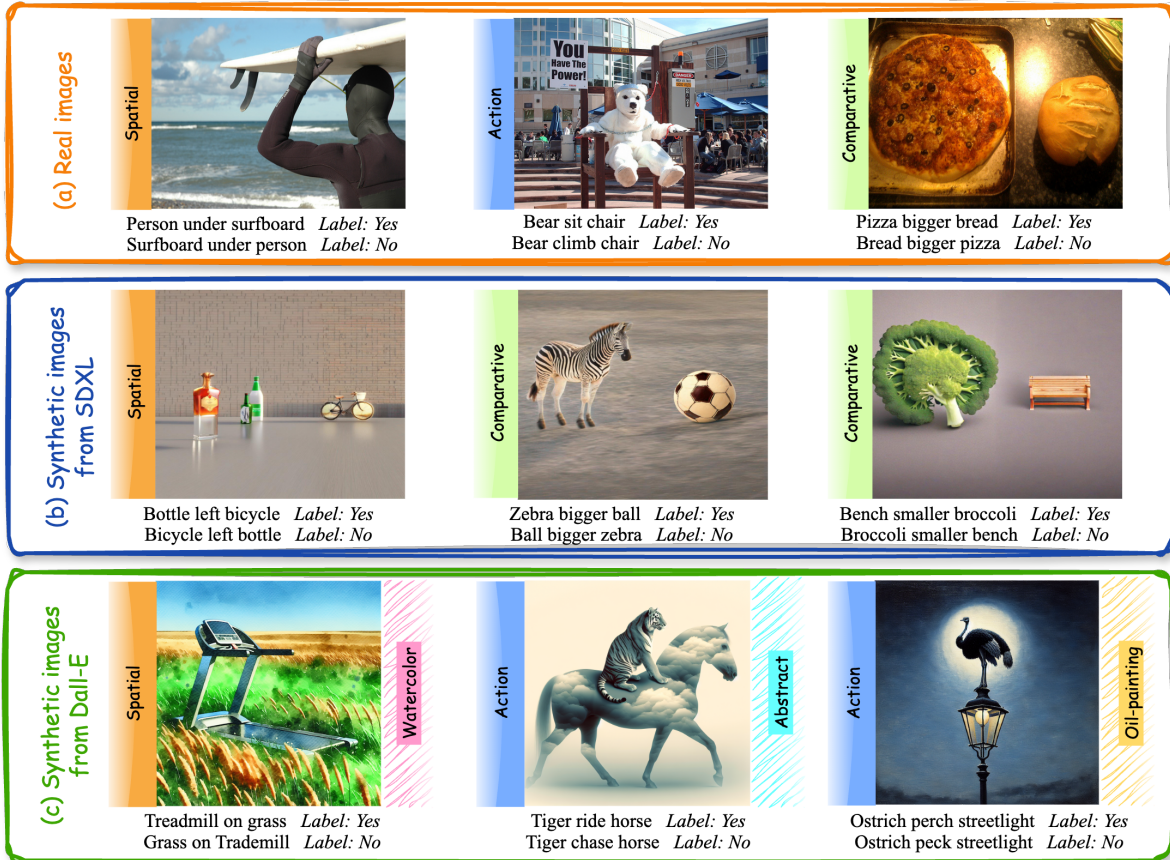 (a) Real images
Spatial
Person under surfboard Label: Yes
Surfboard under person Label: No
Action
You
Have The
Power!
DANGER
Bear sit chair Label: Yes
Bear climb chair Label: No
Comparative
Pizza bigger bread Label: Yes
Bread bigger pizza Label: No
(b) Synthetic images
from SDXL
Spatial
Bottle left bicycle Label: Yes
Bicycle left bottle Label: No
Comparative
Zebra bigger ball Label: Yes
Ball bigger zebra Label: No
Comparative
Bench smaller broccoli Label: Yes
Broccoli smaller bench Label: No
(c) Synthetic images
from Dall-E
Spatial
Watercolor
Treadmill on grass Label: Yes
Grass on Trademill Label: No
Action
Abstract
Tiger ride horse Label: Yes
Tiger chase horse Label: No
Action
Oil-painting
Ostrich perch streetlight Label: Yes
Ostrich peck streetlight Label: No